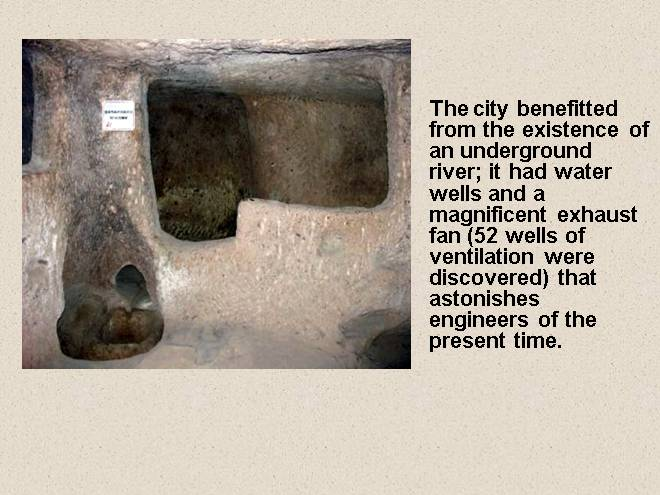 The city benefitted
from the existence of
an underground
river; it had water
wells and a
magnificent exhaust
fan (52 wells of
ventilation were
discovered) that
astonishes
engineers of the
present time.